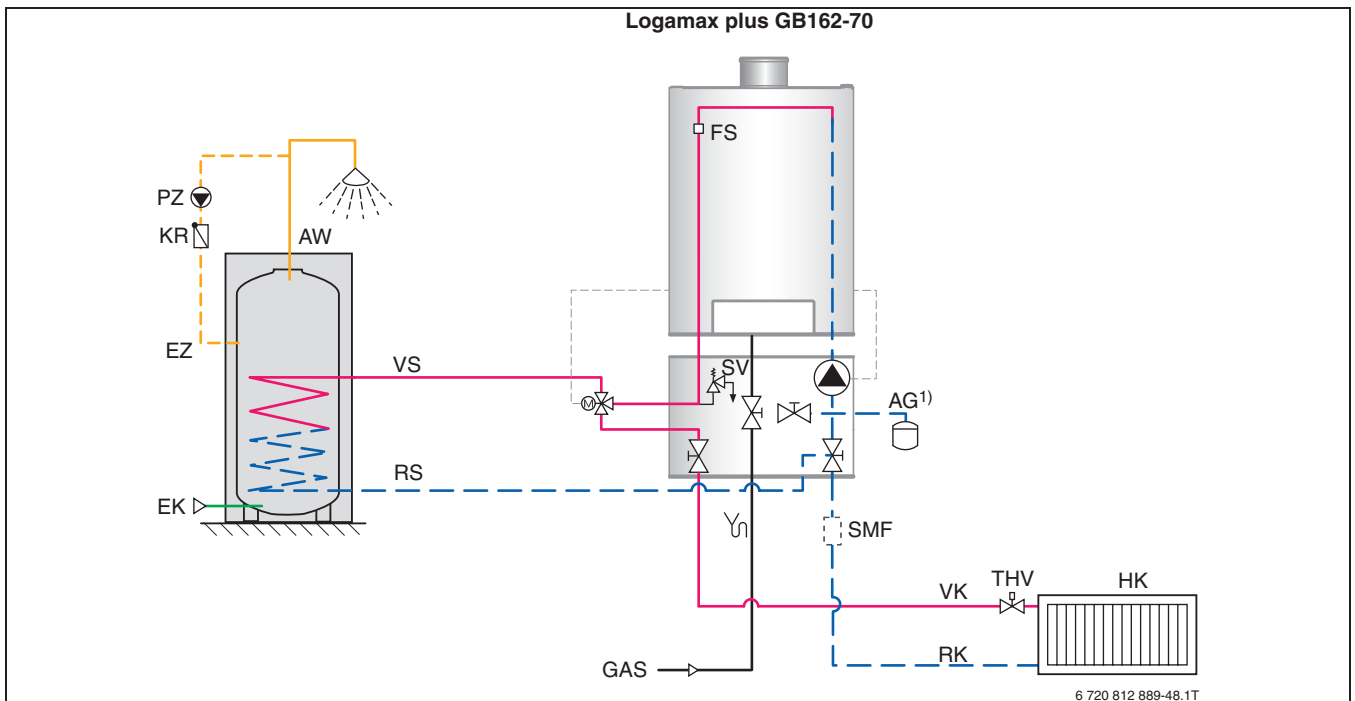 Logamax plus GB162-70
FS
PZ
KR
AW
EZ
VS
SV
M
AG¹⁾
RS
EK
SMF
THV
HK
VK
GAS
RK
6 720 812 889-48.1T